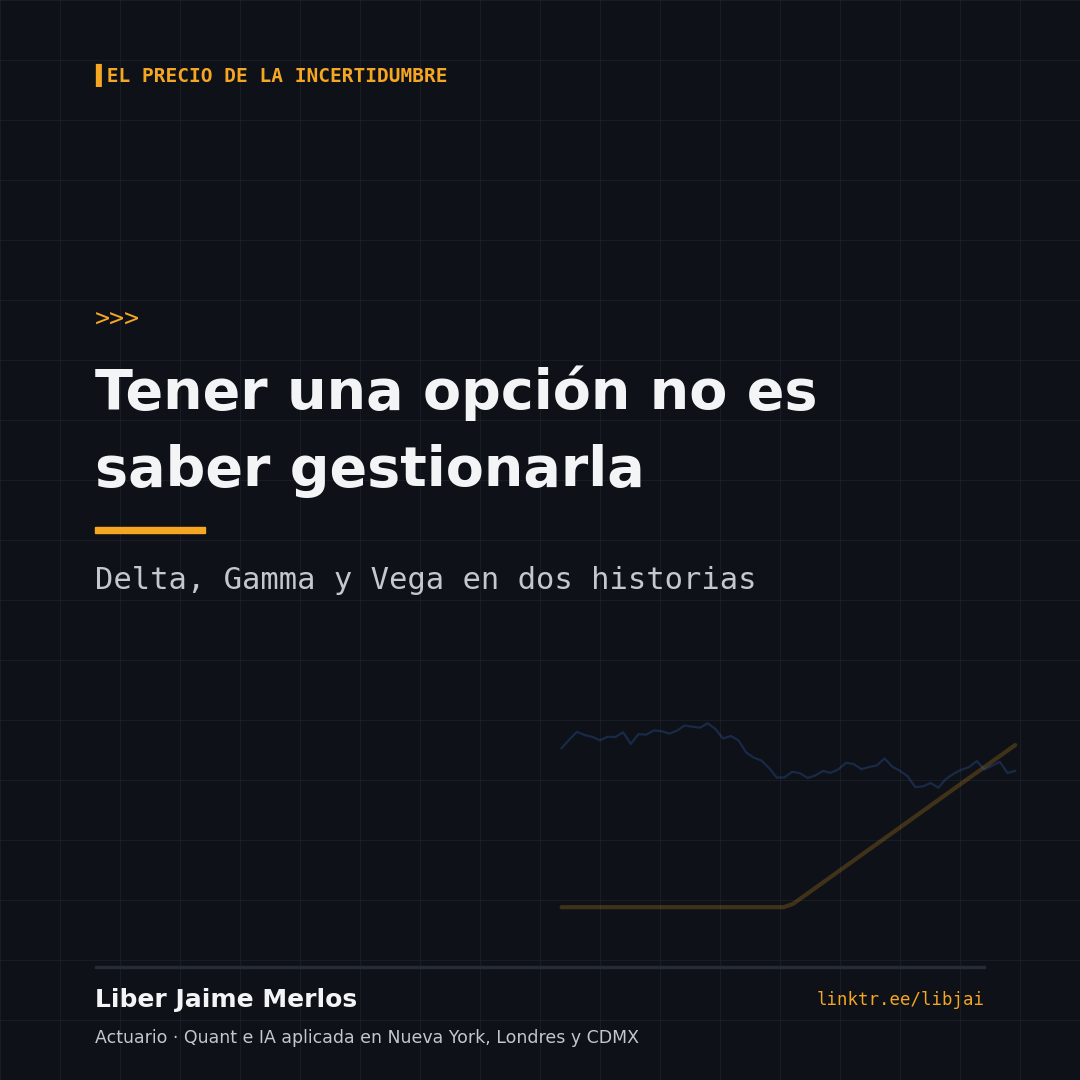 EL PRECIO DE LA INCERTIDUMBRE
>>>
Tener una opción no es
saber gestionarla
Delta, Gamma y Vega en dos historias
Liber Jaime Merlos
linktr.ee/libjai
Actuario · Quant e IA aplicada en Nueva York, Londres y CDMX